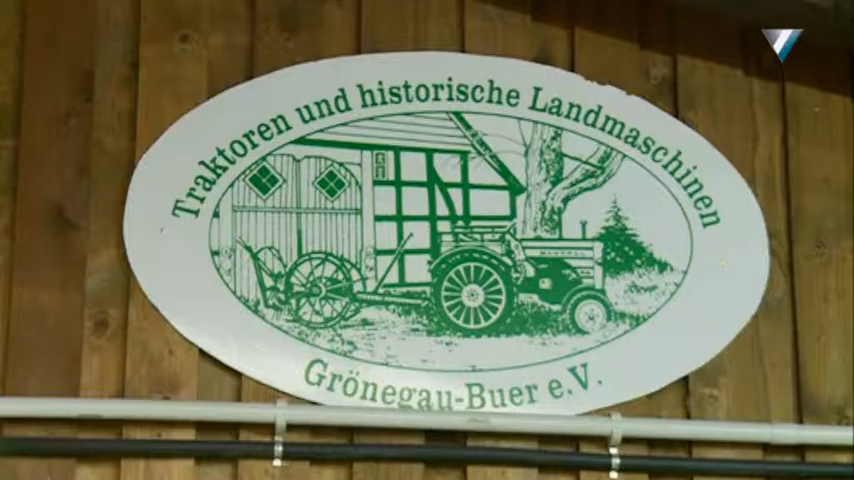 Traktoren und historische Landmaschinen
Grönegau-Buer e.V.